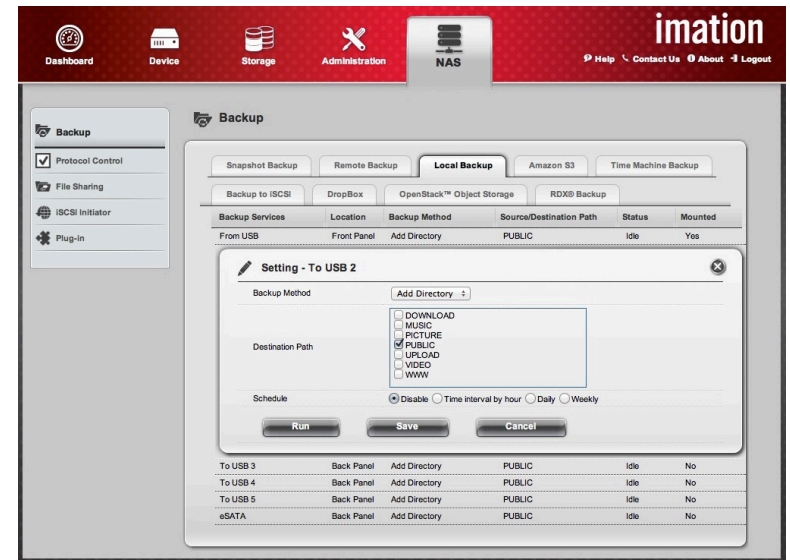 imation
Dashboard Device Storage Administration NAS Help Contact Us About Logout
Backup
Protocol Control
File Sharing
iSCSI Initiator
Plug-in
Backup
Snapshot Backup Remote Backup Local Backup Amazon S3 Time Machine Backup
Backup to iSCSI DropBox OpenStack™ Object Storage RDX® Backup
Backup Services Location Backup Method Source/Destination Path Status Mounted
From USB Front Panel Add Directory PUBLIC Idle Yes
Setting - To USB 2
Backup Method Add Directory
Destination Path
DOWNLOAD
MUSIC
PICTURE
PUBLIC
UPLOAD
VIDEO
WWW
Schedule Disable Time interval by hour Daily Weekly
Run Save Cancel
To USB 3 Back Panel Add Directory PUBLIC Idle No
To USB 4 Back Panel Add Directory PUBLIC Idle No
To USB 5 Back Panel Add Directory PUBLIC Idle No
eSATA Back Panel Add Directory PUBLIC Idle No